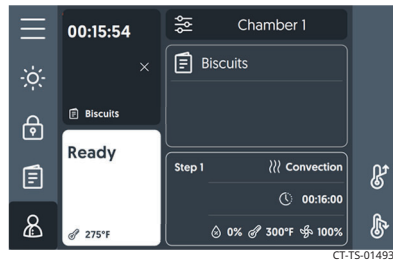 00:15:54
Biscuits
Ready
275°F
Chamber 1
Biscuits
Step 1 Convection
00:16:00
0% 300°F 100%
CT-TS-01493